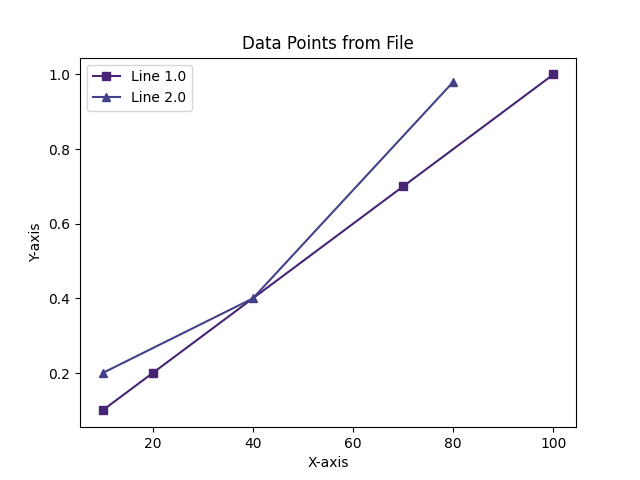 Data Points from File
Line 1.0
Line 2.0
1.0
0.8
0.6
0.4
0.2
Y-axis
20 40 60 80 100
X-axis